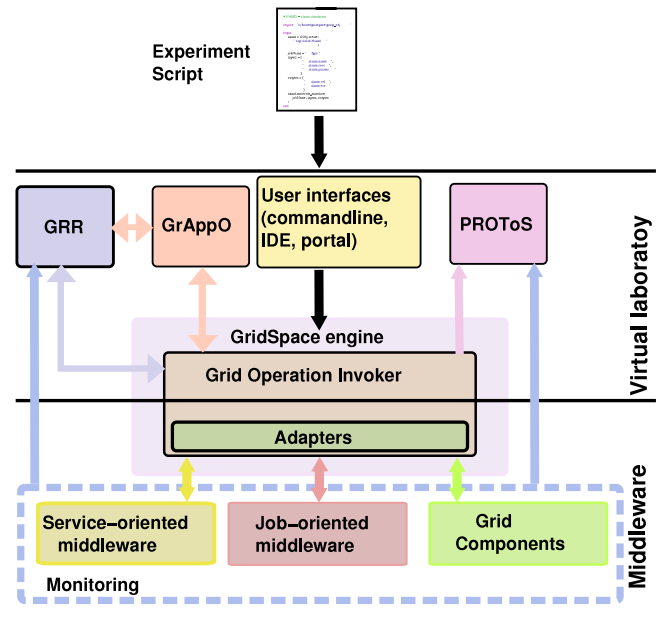 Experiment
Script
GRR
GrAppO
User interfaces
(commandline,
IDE, portal)
PROToS
Virtual laboratoy
GridSpace engine
Grid Operation Invoker
Adapters
Service-oriented
middleware
Job-oriented
middleware
Grid
Components
Monitoring
Middleware